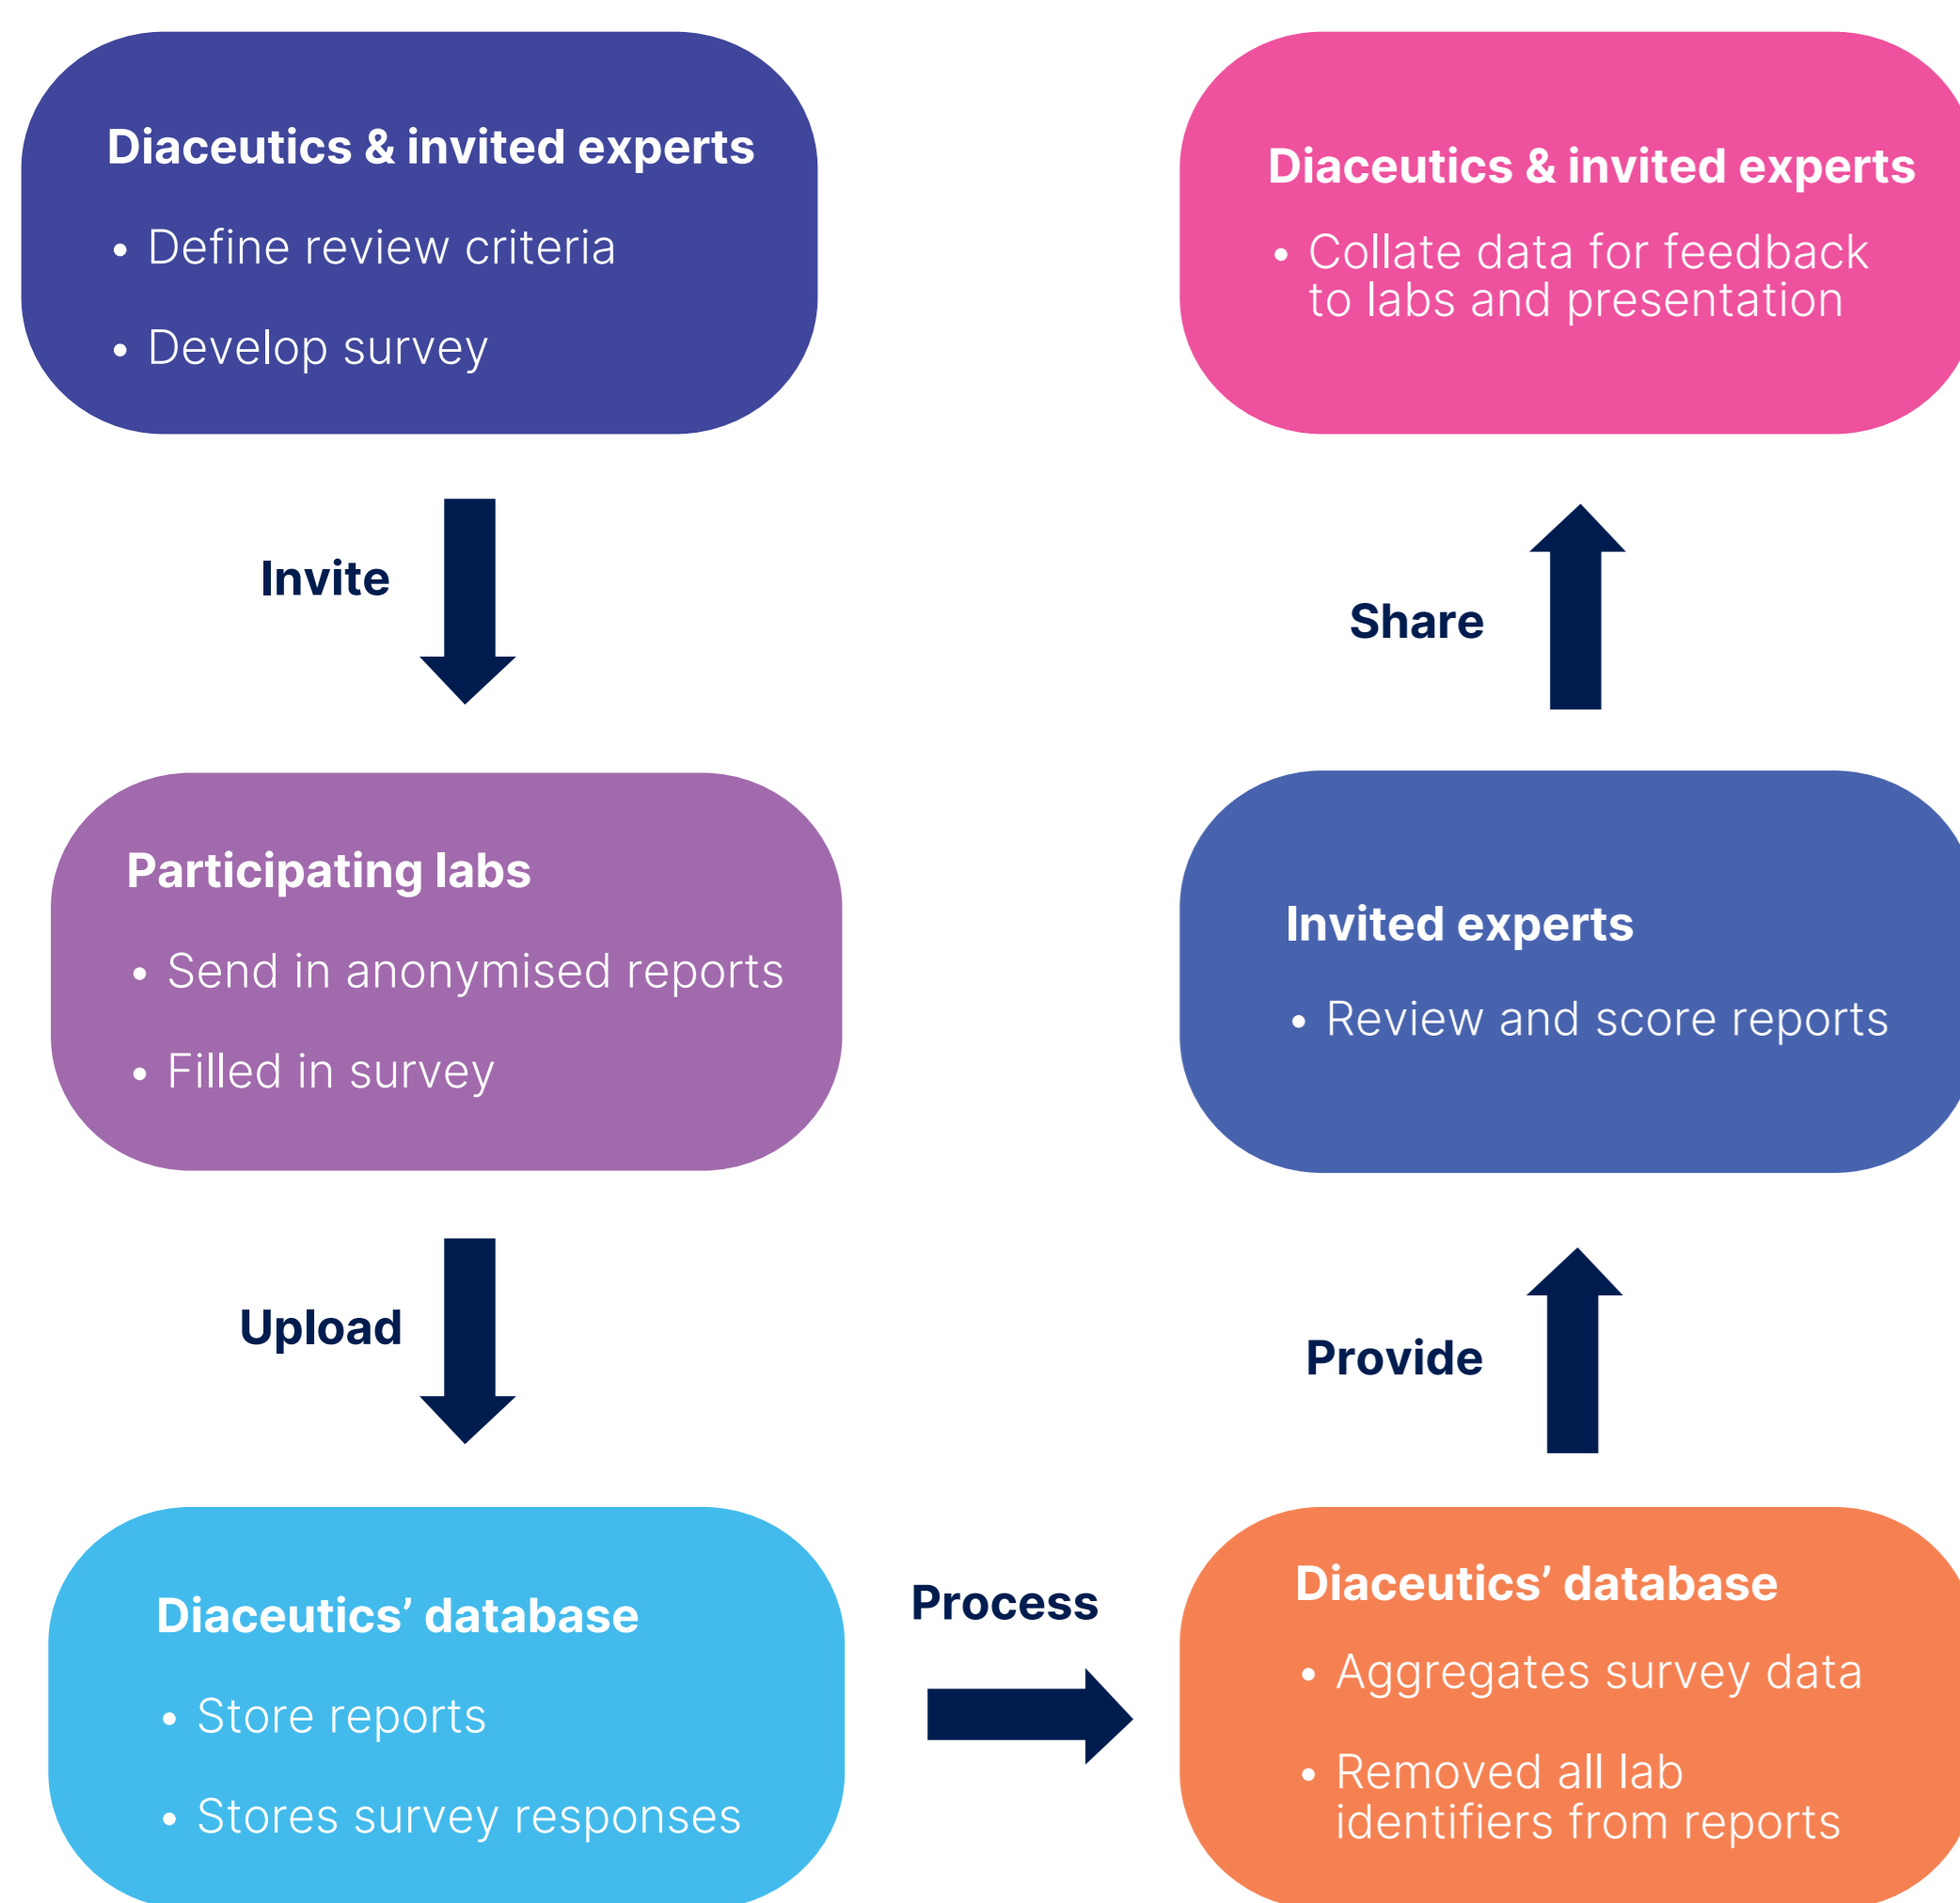 Diaceutics & invited experts
• Define review criteria
• Develop survey
Invite
Participating labs
• Send in anonymised reports
• Filled in survey
Upload
Diaceutics’ database
• Store reports
• Stores survey responses
Process
Diaceutics’ database
• Aggregates survey data
• Removed all lab
identifiers from reports
Provide
Invited experts
• Review and score reports
Share
Diaceutics & invited experts
• Collate data for feedback
to labs and presentation